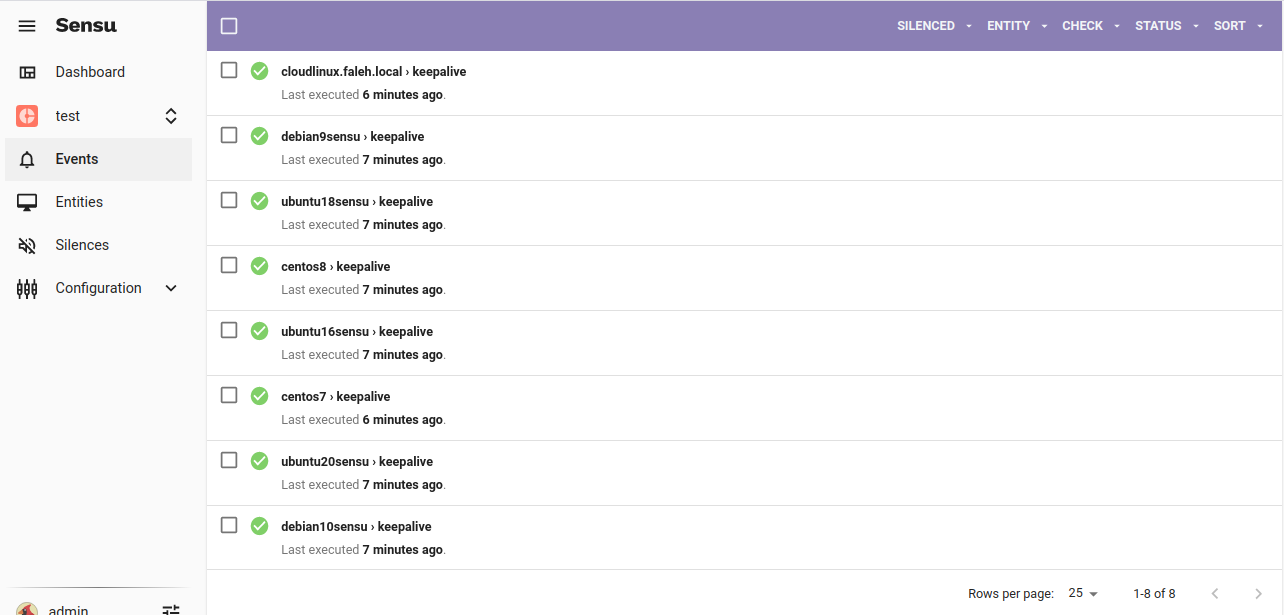 Sensu
Dashboard
test
Events
Entities
Silences
Configuration
admin
SILENCED ENTITY CHECK STATUS SORT
cloudlinux.faleh.local › keepalive
Last executed 6 minutes ago.
debian9sensu › keepalive
Last executed 7 minutes ago.
ubuntu18sensu › keepalive
Last executed 7 minutes ago.
centos8 › keepalive
Last executed 7 minutes ago.
ubuntu16sensu › keepalive
Last executed 7 minutes ago.
centos7 › keepalive
Last executed 6 minutes ago.
ubuntu20sensu › keepalive
Last executed 7 minutes ago.
debian10sensu › keepalive
Last executed 7 minutes ago.
Rows per page: 25 1-8 of 8